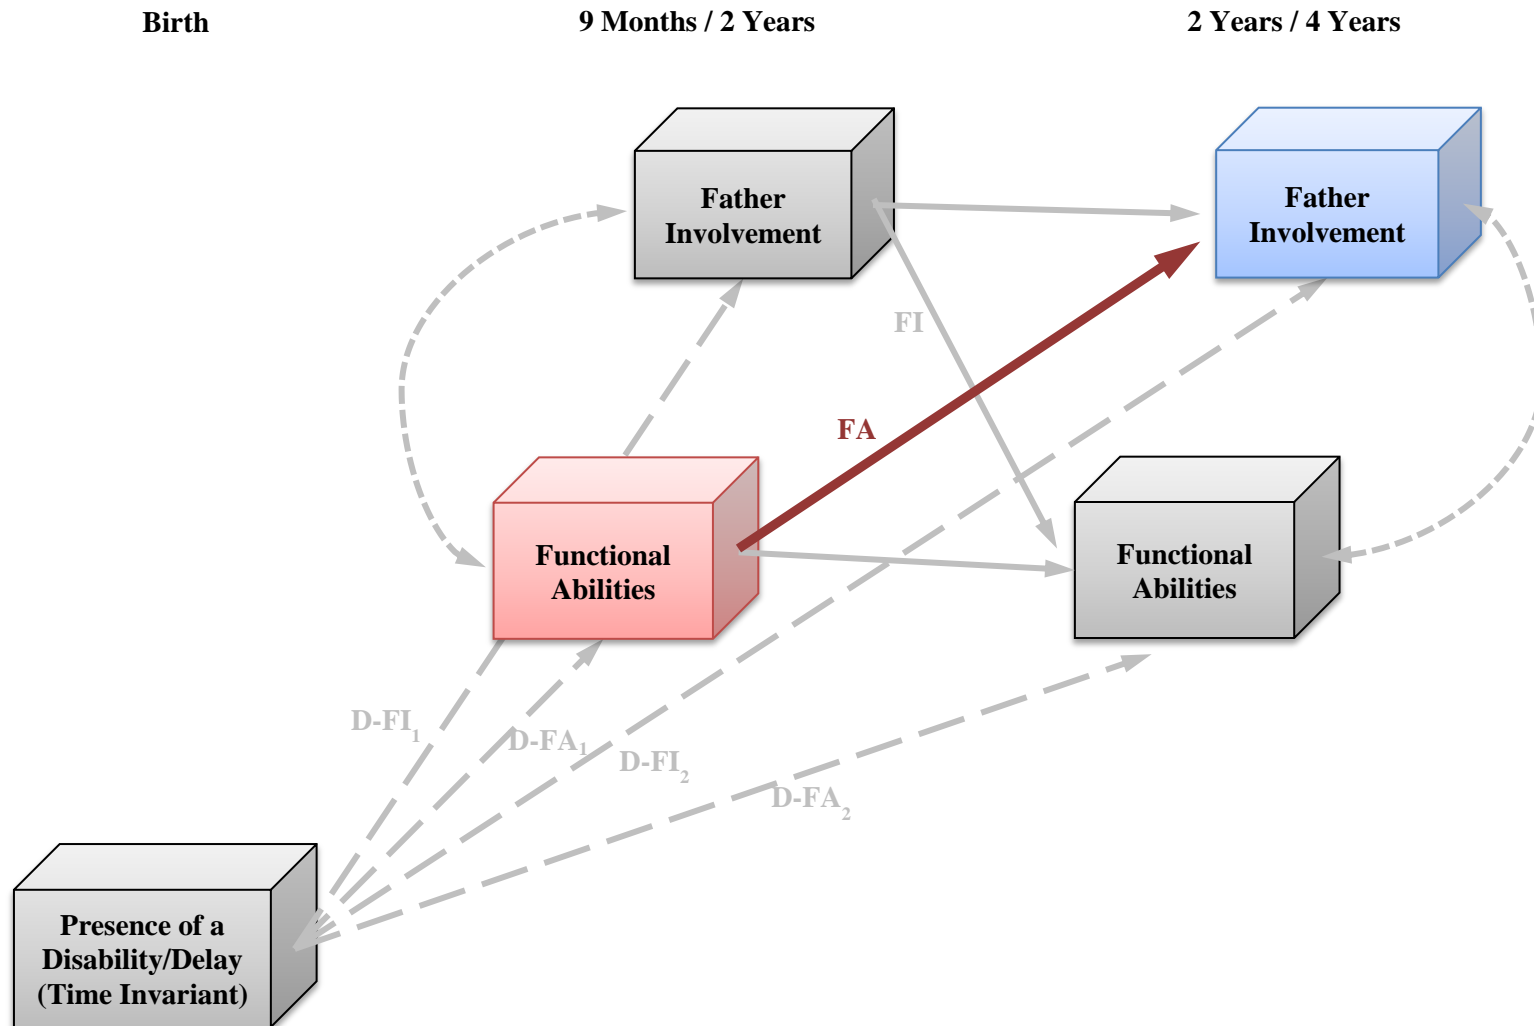 Birth
9 Months / 2 Years
2 Years / 4 Years
Father
Involvement
Father
Involvement
FI
FA
Functional
Abilities
Functional
Abilities
D-FI₁
D-FA₁
D-FI₂
D-FA₂
Presence of a
Disability/Delay
(Time Invariant)